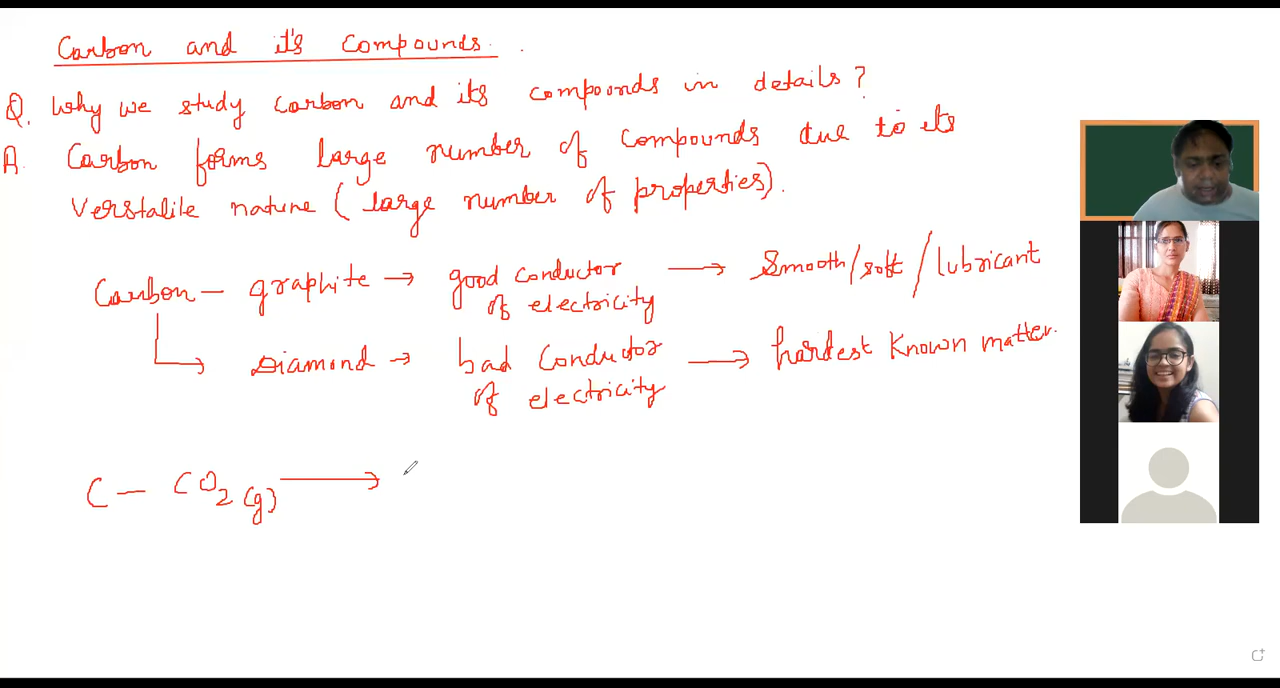 Carbon and it's Compounds.
Q. Why we study carbon and its compounds in details?
A. Carbon forms large number of compounds due to its
verstalile nature (large number of properties).
Carbon — graphite → good conductor of electricity → Smooth/soft/lubricant
→ Diamond → bad conductor of electricity → hardest known matter.
C — CO2(g) →